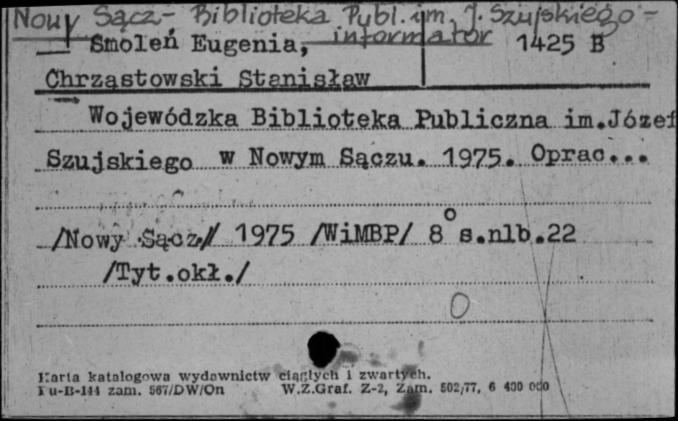 Nowy Sącz - Biblioteka Publ. im. J. Szujskiego -
informator
Smoleń Eugenia, 1425 B
Chrząstowski Stanisław
Wojewódzka Biblioteka Publiczna im.Józef
Szujskiego w Nowym Sączu. 1975. Oprac...
/Nowy Sącz/ 1975 /WiMBP/ 8° s.nlb.22
/Tyt.okł./
0
Karta katalogowa wydawnictw ciągłych i zwartych.
Pu-B-144 zam. 567/DW/On W.Z.Graf. Z-2, Zam. 502/77, 6 400 000